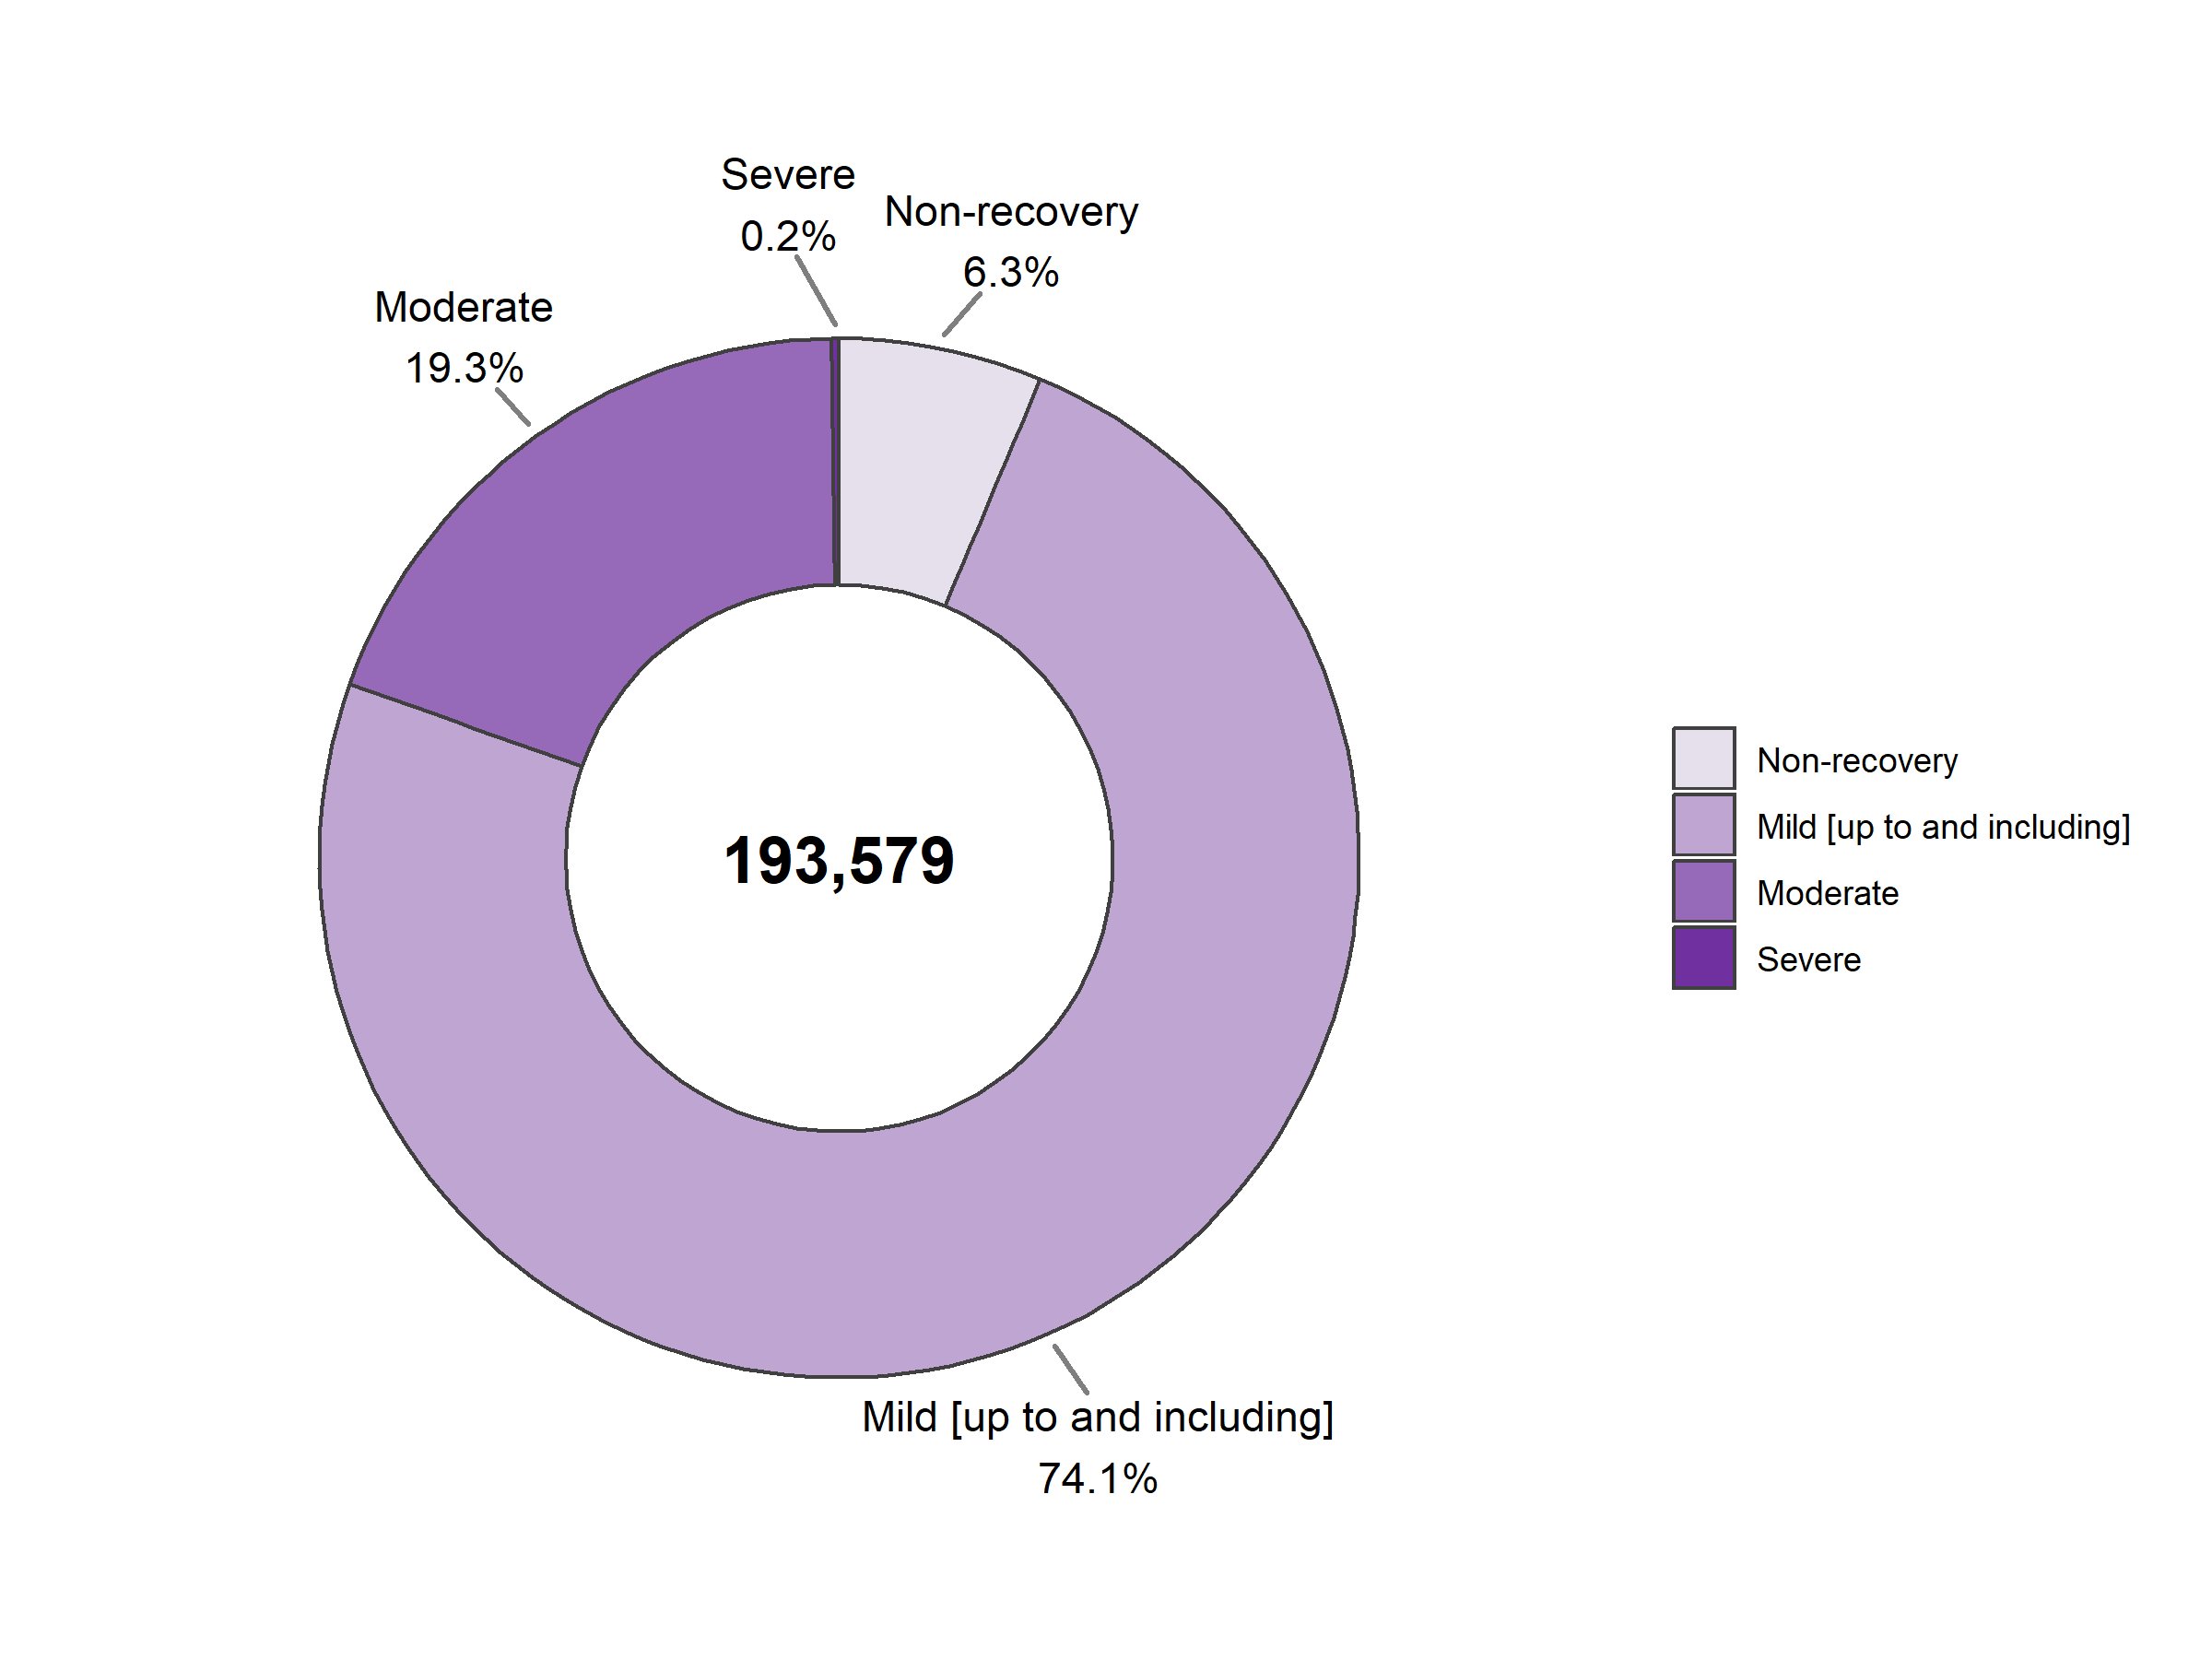 Severe
0.2%
Non-recovery
6.3%
Moderate
19.3%
193,579
Mild [up to and including]
74.1%
Non-recovery
Mild [up to and including]
Moderate
Severe